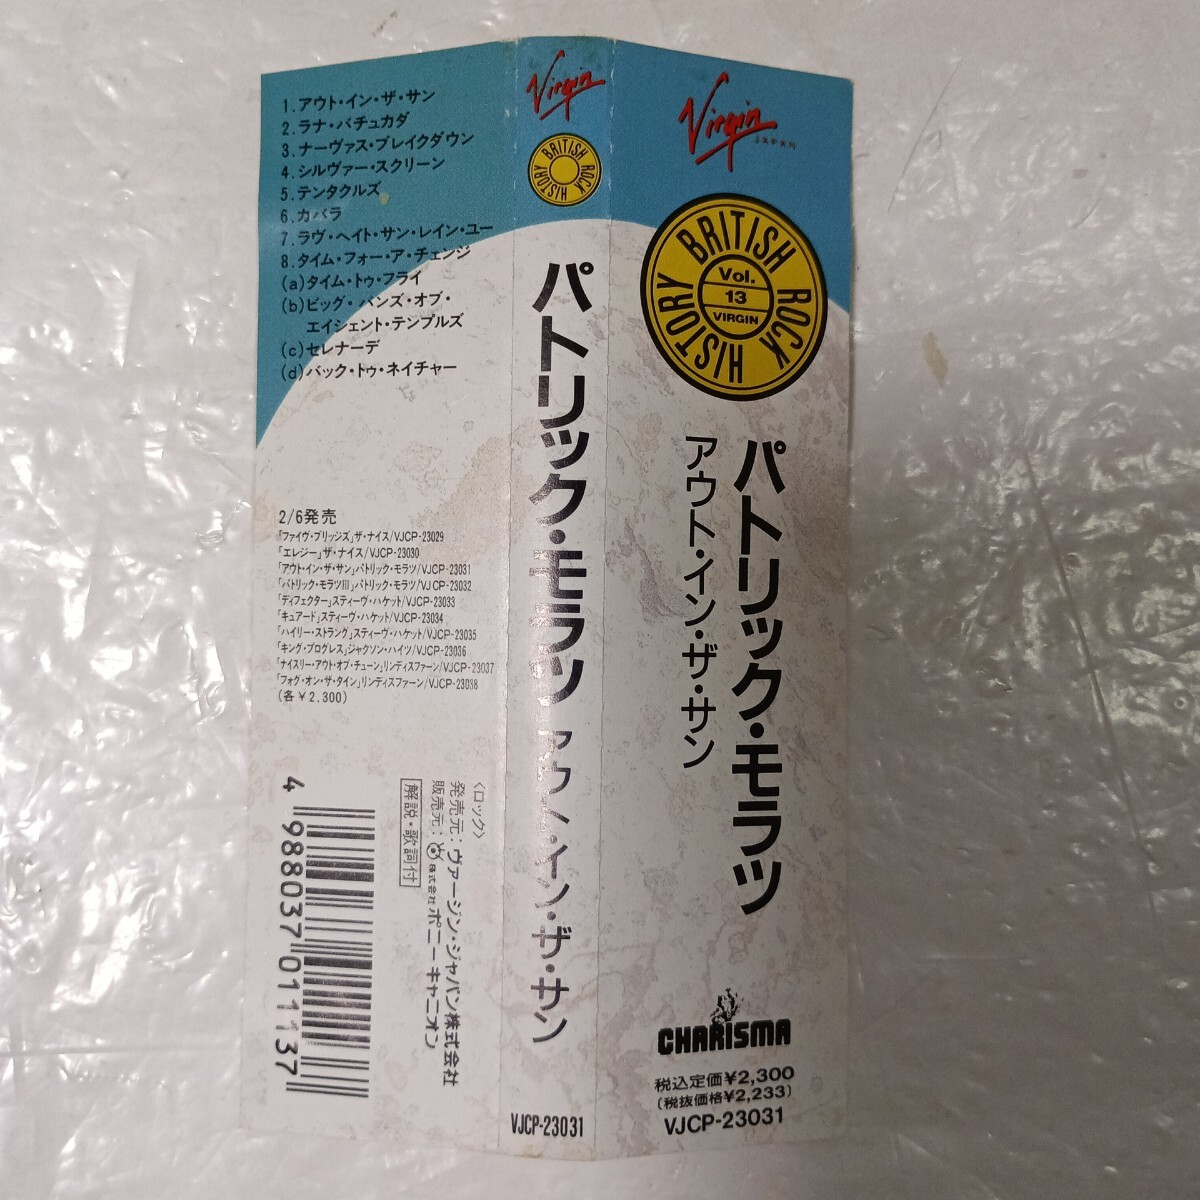 1.アウト・イン・ザ・サン
2.ラナ・バチュカダ
3.ナーヴァス・ブレイクダウン
4.シルヴァー・スクリーン
5.テンタクルズ
6.カバラ
7.ラヴ・ヘイト・サン・レイン・ユー
8.タイム・フォー・ア・チェンジ
(a)タイム・トゥ・フライ
(b)ビッグ・バンズ・オブ・
エイシェント・テンプルズ
(c)セレナーデ
(d)バック・トゥ・ネイチャー
2/6発売
「ファイヴ・ブリッジズ」ザ・ナイス/VJCP-23029
「エレジー」ザ・ナイス/VJCP-23030
「アウト・イン・ザ・サン」パトリック・モラツ/VJCP-23031
「パトリック・モラツIII」パトリック・モラツ/VJCP-23032
「ディフェクター」スティーヴ・ハケット/VJCP-23033
「キュアード」スティーヴ・ハケット/VJCP-23034
「ハイリー・ストラング」スティーヴ・ハケット/VJCP-23035
「キング・プログレス」ジャクソン・ハイツ/VJCP-23036
「ナイスリー・アウト・オブ・チューン」リンディスファーン/VJCP-23037
「フォグ・オン・ザ・タイン」リンディスファーン/VJCP-23038
(各￥2.300)
〈ロック〉
発売元:ヴァージン・ジャパン株式会社
販売元:株式会社ポニーキャニオン
解説・歌詞付
4 988037 011137
Virgin
BRITISH ROCK HISTORY
パトリック・モラツ アウト・イン・ザ・サン
VJCP-23031
Virgin
JAPAN
BRITISH ROCK HISTORY
Vol.
13
VIRGIN
パトリック・モラツ
アウト・イン・ザ・サン
CHARISMA
税込定価¥2,300
(税抜価格¥2,233)
VJCP-23031